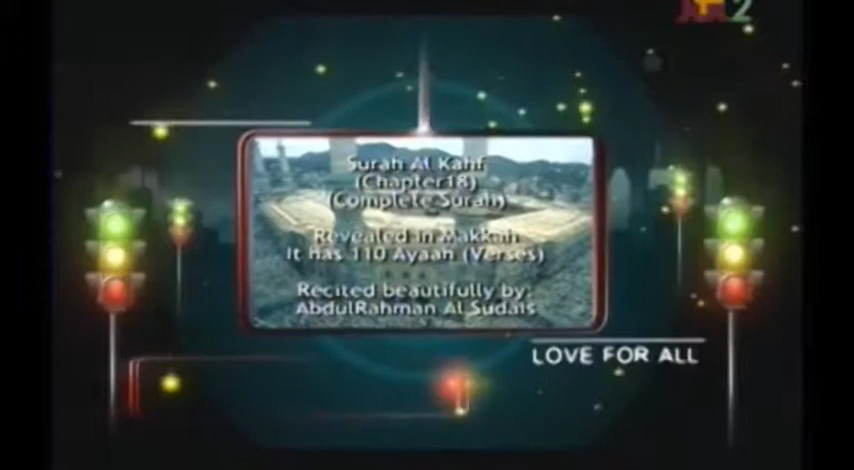 2
Surah Al Kahf
(Chapter18)
(Complete Surah)
Revealed in Makkah
It has 110 Ayaah (Verses)
Recited beautifully by:
AbdulRahman Al Sudais
LOVE FOR ALL